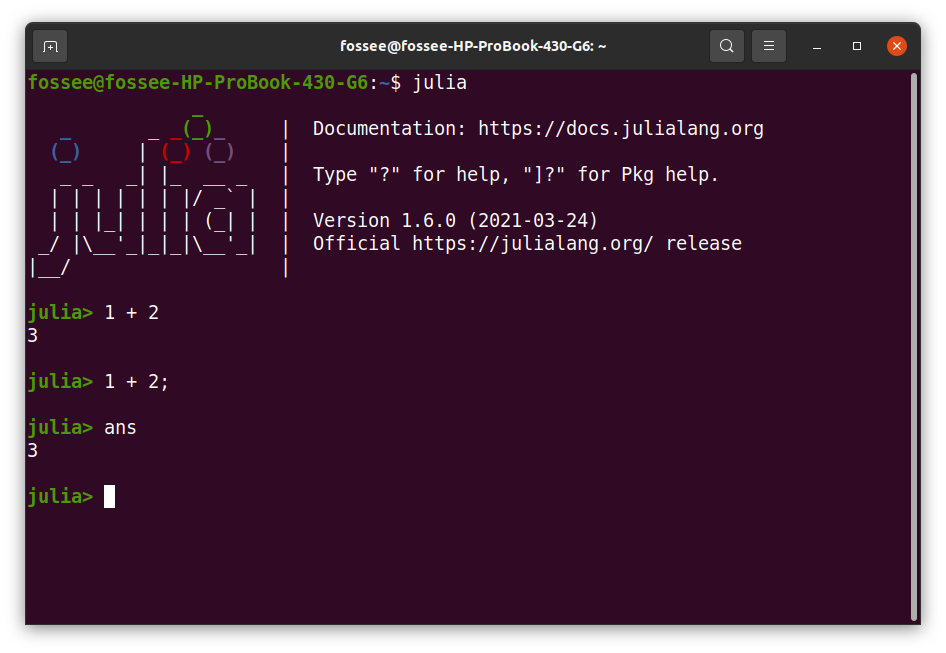 fossee@fossee-HP-ProBook-430-G6: ~
fossee@fossee-HP-ProBook-430-G6:~$ julia
               _
   _       _ _(_)_     |  Documentation: https://docs.julialang.org
  (_)     | (_) (_)    |
   _ _   _| |_  __ _   |  Type "?" for help, "]?" for Pkg help.
  | | | | | | |/ _` |  |
  | | |_| | | | (_| |  |  Version 1.6.0 (2021-03-24)
 _/ |\__'_|_|_|\__'_|  |  Official https://julialang.org/ release
|__/                   |
julia> 1 + 2
3
julia> 1 + 2;
julia> ans
3
julia>